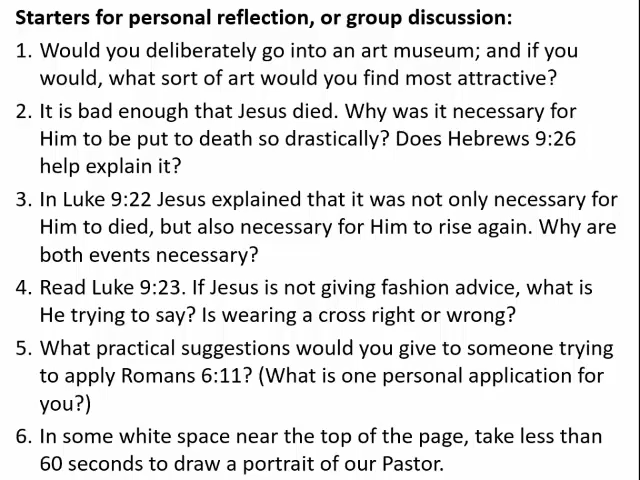 Starters for personal reflection, or group discussion:
1. Would you deliberately go into an art museum; and if you
would, what sort of art would you find most attractive?
2. It is bad enough that Jesus died. Why was it necessary for
Him to be put to death so drastically? Does Hebrews 9:26
help explain it?
3. In Luke 9:22 Jesus explained that it was not only necessary for
Him to died, but also necessary for Him to rise again. Why are
both events necessary?
4. Read Luke 9:23. If Jesus is not giving fashion advice, what is
He trying to say? Is wearing a cross right or wrong?
5. What practical suggestions would you give to someone trying
to apply Romans 6:11? (What is one personal application for
you?)
6. In some white space near the top of the page, take less than
60 seconds to draw a portrait of our Pastor.